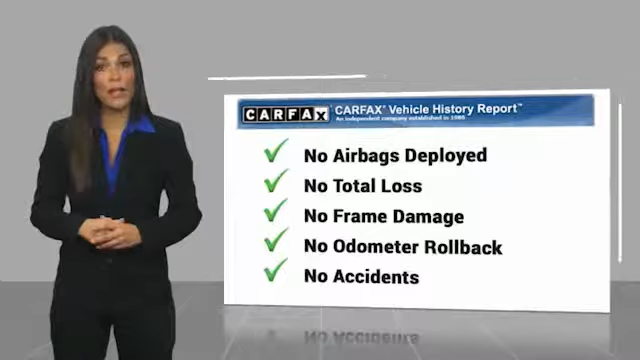 CARFAX CARFAX® Vehicle History Report™
An independent company established in 1986
No Airbags Deployed
No Total Loss
No Frame Damage
No Odometer Rollback
No Accidents